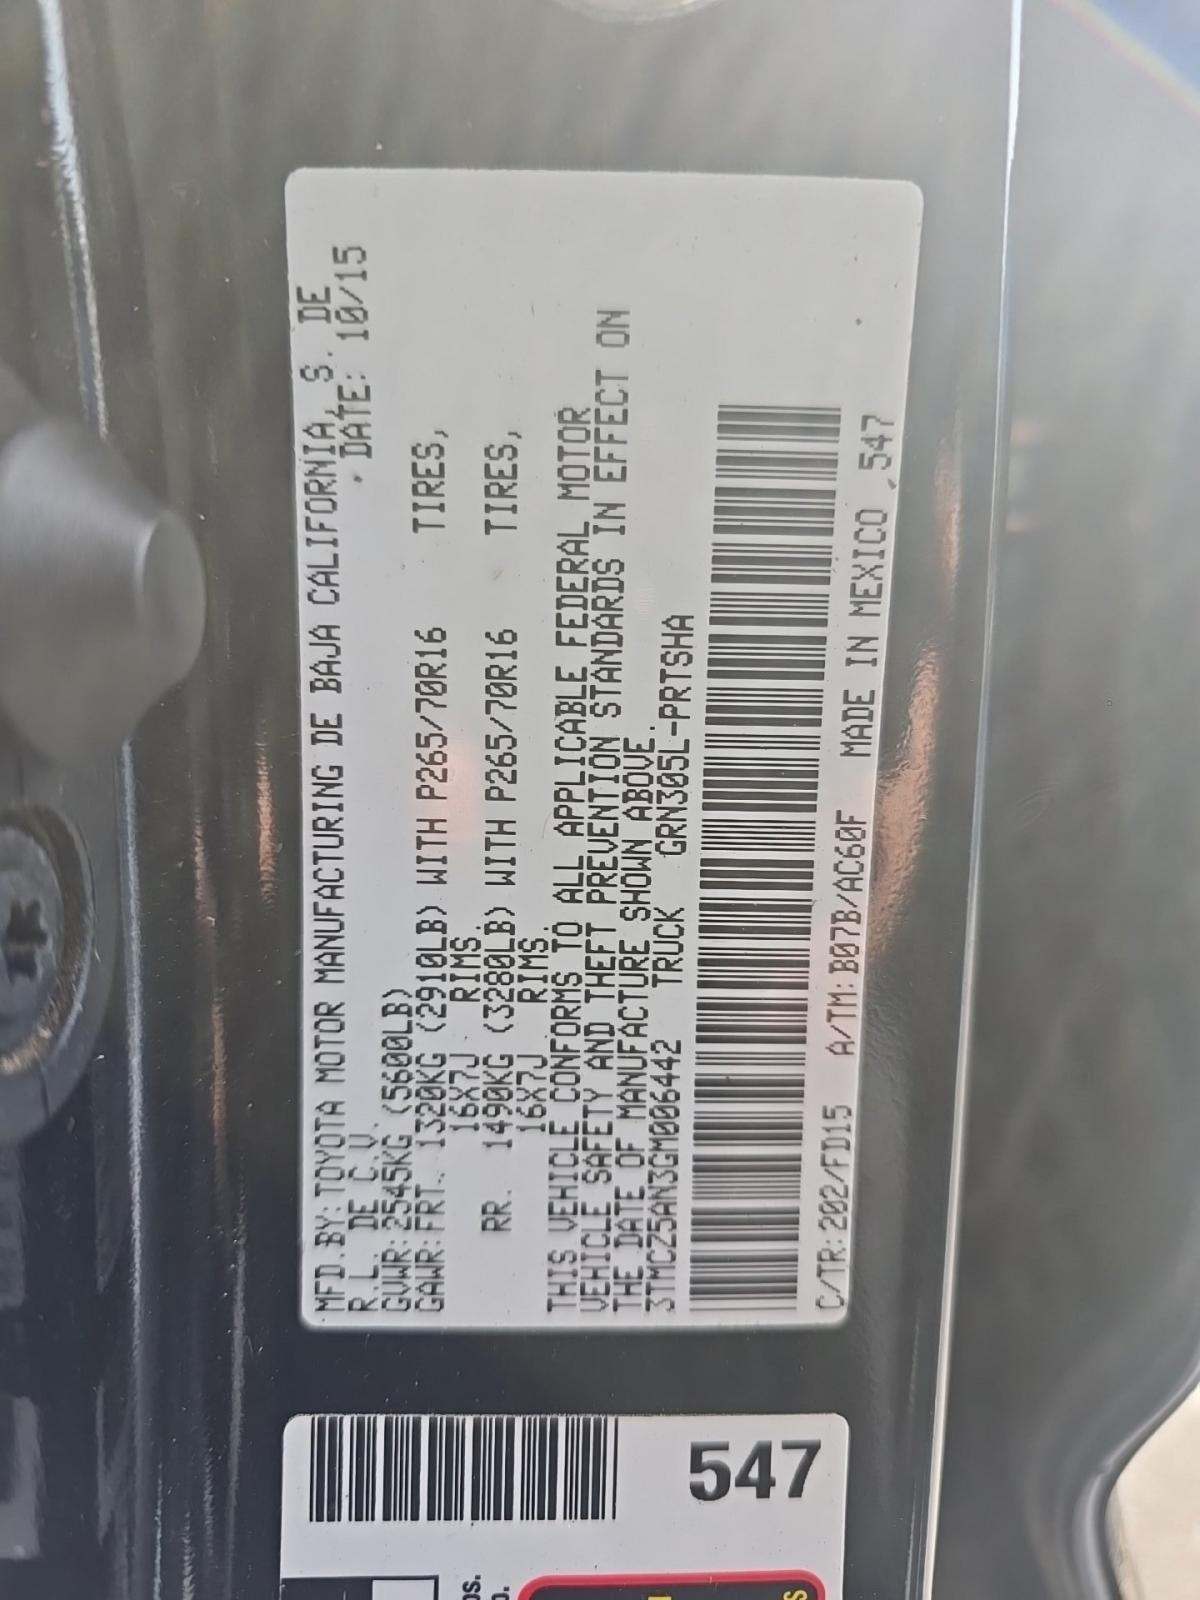 MFD.BY:TOYOTA MOTOR MANUFACTURING DE BAJA CALIFORNIA, S. DE
R.L. DE C.V. DATE: 10/15
GVWR:2545KG (5600LB)
GAWR:FRT. 1320KG (2910LB) WITH P265/70R16 TIRES,
16X7J RIMS.
RR. 1490KG (3280LB) WITH P265/70R16 TIRES,
16X7J RIMS.
THIS VEHICLE CONFORMS TO ALL APPLICABLE FEDERAL MOTOR
VEHICLE SAFETY AND THEFT PREVENTION STANDARDS IN EFFECT ON
THE DATE OF MANUFACTURE SHOWN ABOVE.
3TMCZ5AN3GM006442 TRUCK GRN305L-PRTSHA
C/TR:202/FD15 A/TM:B07B/AC60F MADE IN MEXICO 547
547